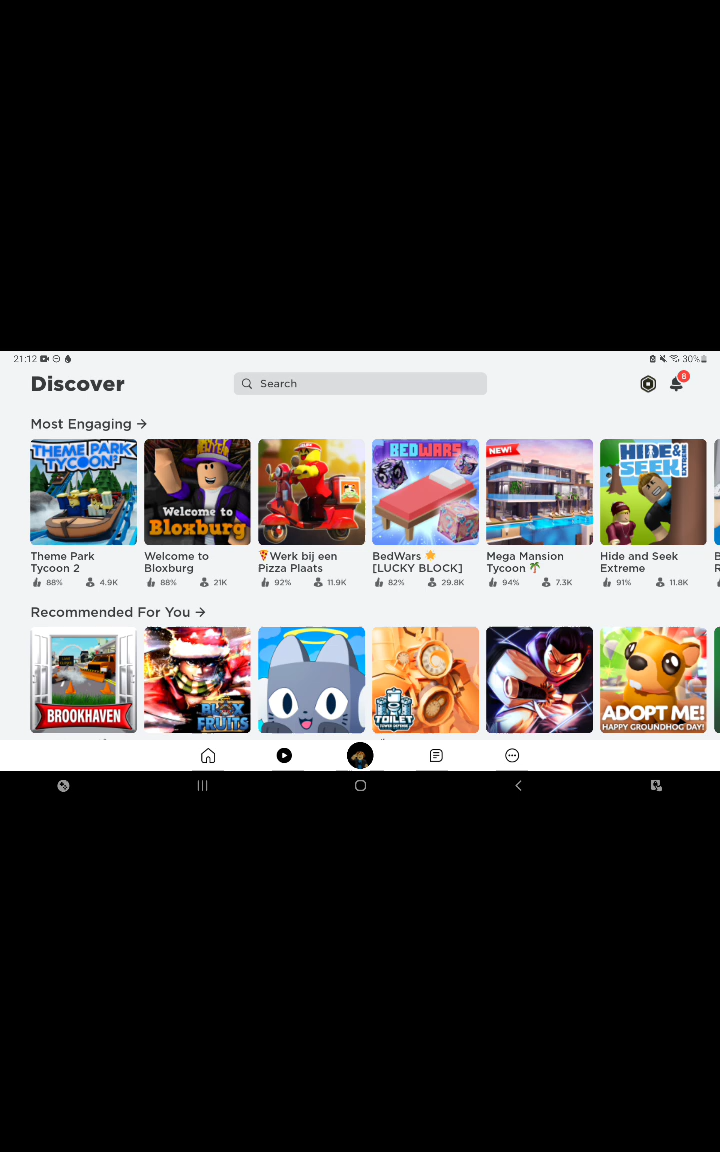 21:12
30%
Discover
Search
8
Most Engaging →
THEME PARK
TYCOON 2
Welcome to
Bloxburg
BEDWARS
NEW!
HIDE &
SEEK EXTREME
Theme Park
Tycoon 2
Welcome to
Bloxburg
🍕Werk bij een
Pizza Plaats
BedWars 🌟
[LUCKY BLOCK]
Mega Mansion
Tycoon 🌴
Hide and Seek
Extreme
88% 4.9K
88% 21K
92% 11.9K
82% 29.8K
94% 7.3K
91% 11.8K
Recommended For You →
BROOKHAVEN
BLOX
FRUITS
TOILET
TOWER DEFENSE
ADOPT ME!
HAPPY GROUNDHOG DAY!